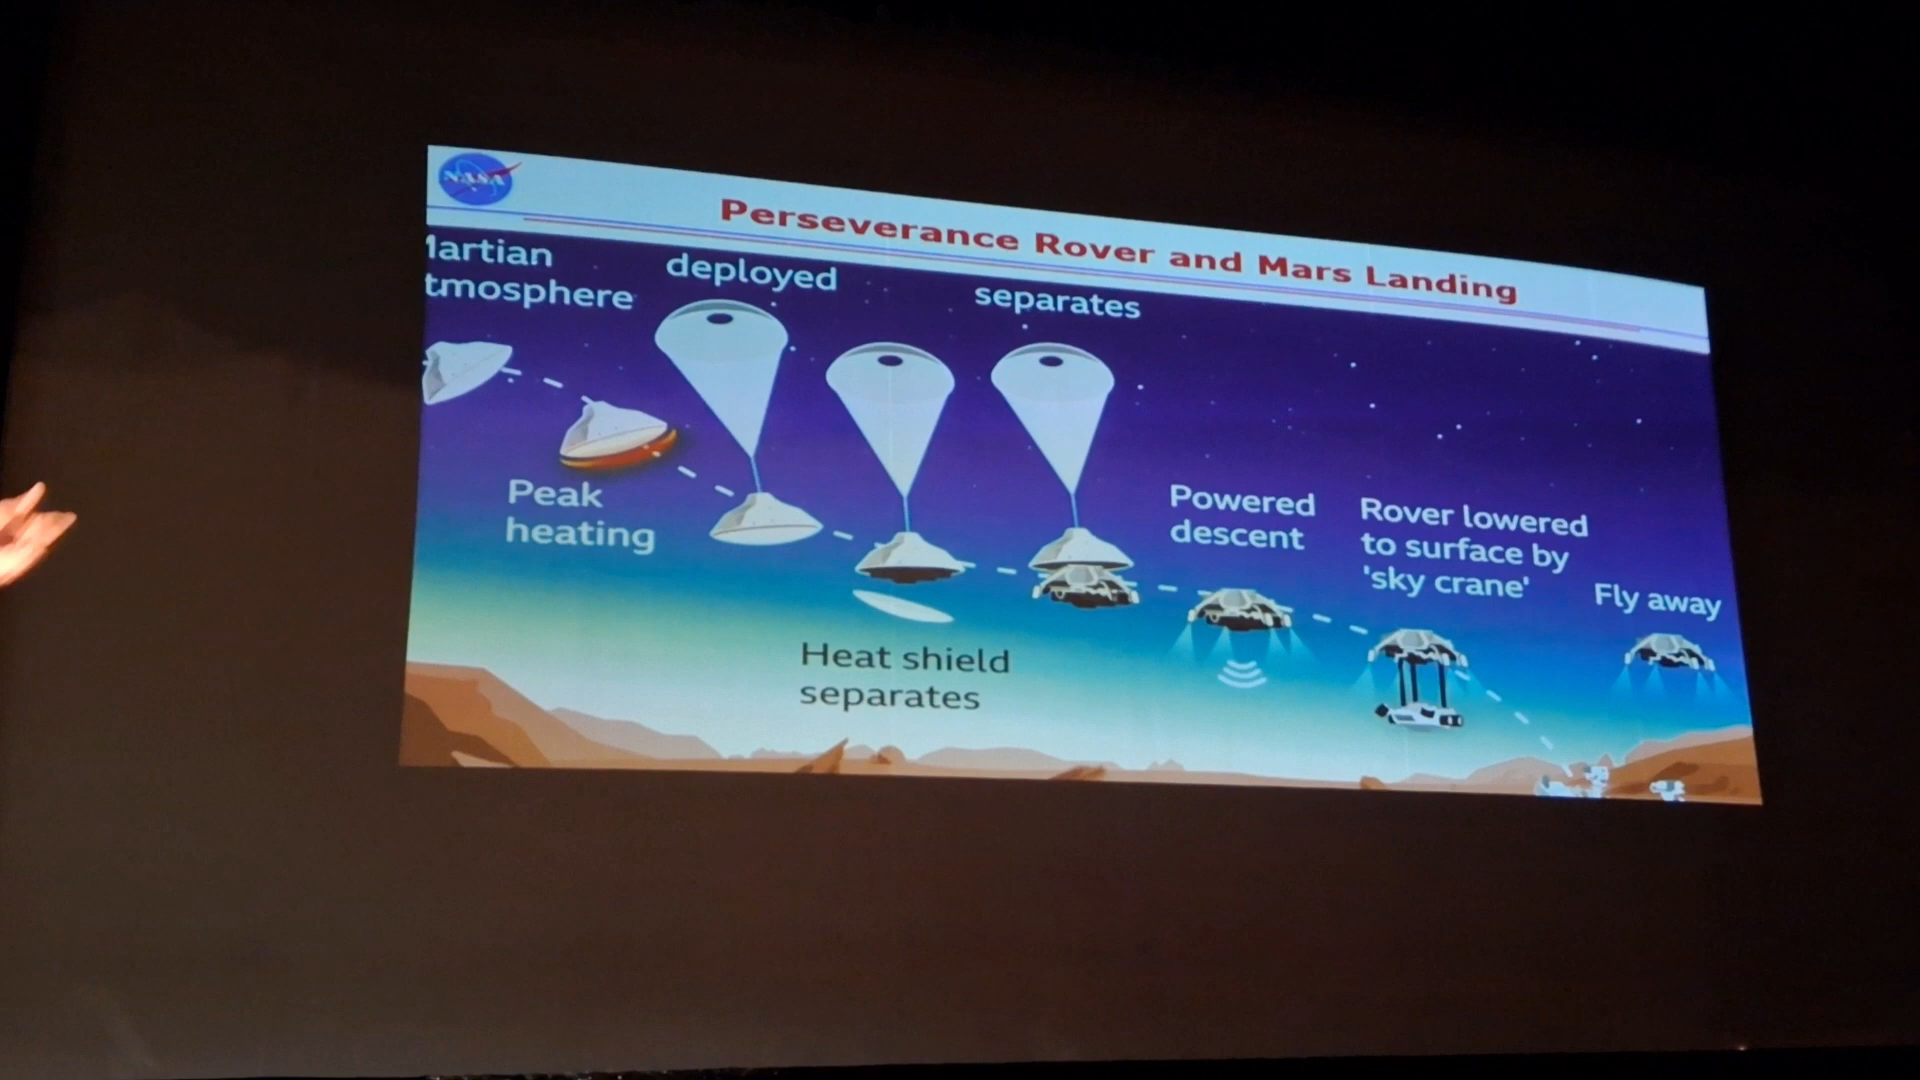 NASA
Perseverance Rover and Mars Landing
artian
tmosphere
deployed
separates
Peak
heating
Heat shield
separates
Powered
descent
Rover lowered
to surface by
'sky crane'
Fly away